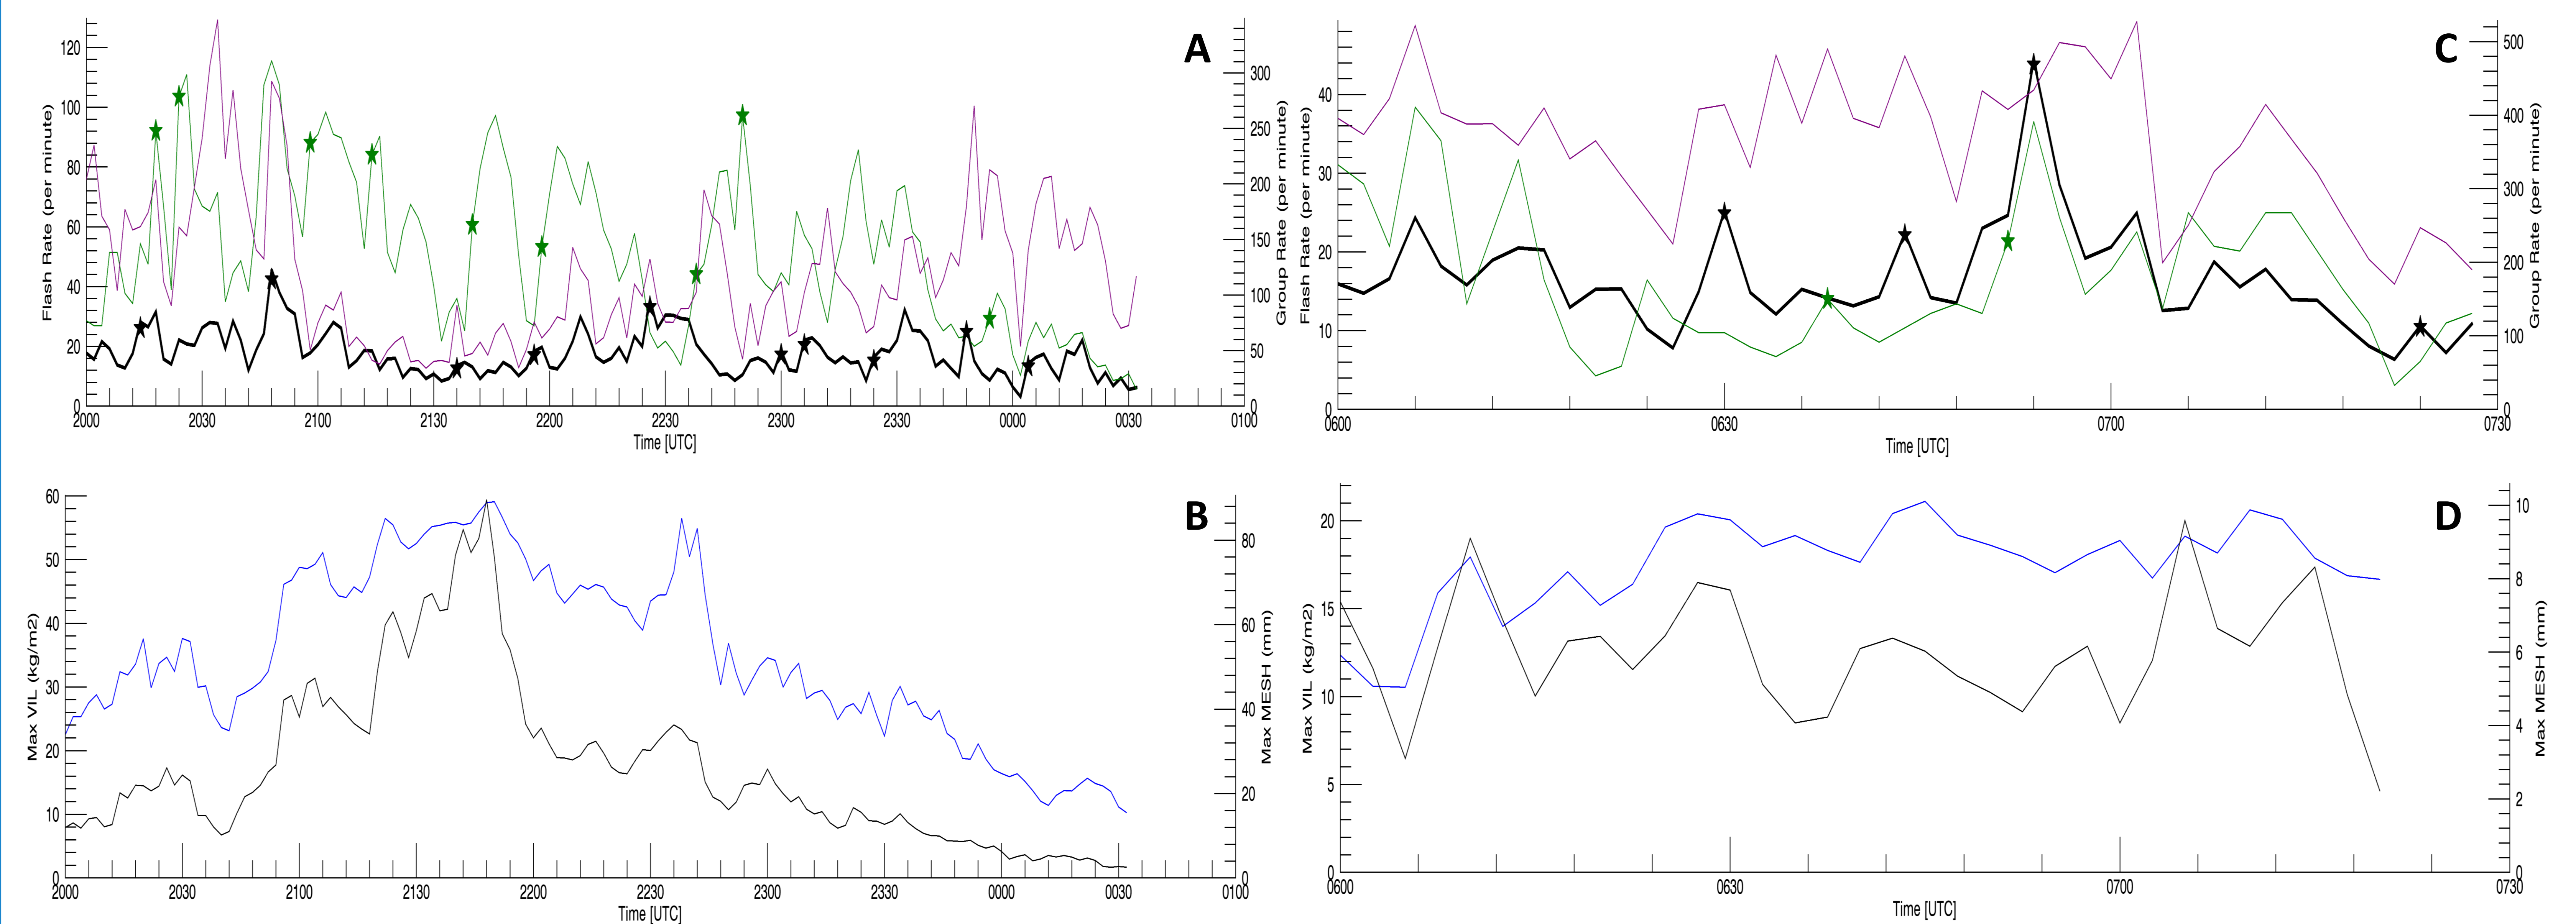 A
120
100
80
60
40
20
0
Flash Rate (per minute)
300
250
200
150
100
50
0
Group Rate (per minute)
2000 2030 2100 2130 2200 2230 2300 2330 0000 0030 0100
Time [UTC]
C
40
30
20
10
0
Flash Rate (per minute)
500
400
300
200
100
0
Group Rate (per minute)
0600 0630 0700 0730
Time [UTC]
B
60
50
40
30
20
10
0
Max VIL (kg/m2)
80
60
40
20
0
Max MESH (mm)
2000 2030 2100 2130 2200 2230 2300 2330 0000 0030 0100
Time [UTC]
D
20
15
10
5
0
Max VIL (kg/m2)
10
8
6
4
2
0
Max MESH (mm)
0600 0630 0700 0730
Time [UTC]